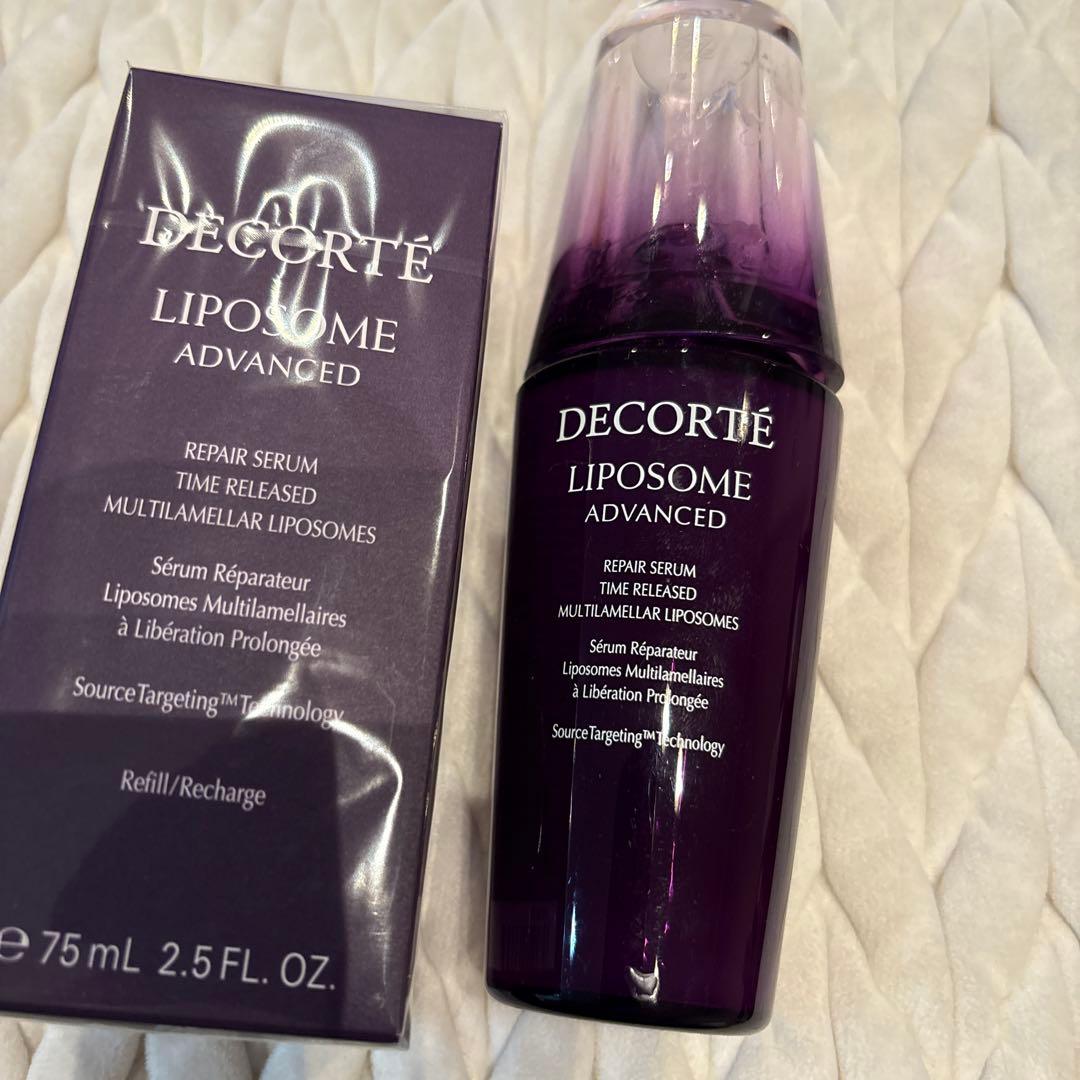 DECORTÉ
LIPOSOME
ADVANCED
REPAIR SERUM
TIME RELEASED
MULTILAMELLAR LIPOSOMES
Sérum Réparateur
Liposomes Multilamellaires
à Libération Prolongée
SourceTargeting™Technology
Refill/Recharge
e 75 mL 2.5 FL. OZ.
DECORTÉ
LIPOSOME
ADVANCED
REPAIR SERUM
TIME RELEASED
MULTILAMELLAR LIPOSOMES
Sérum Réparateur
Liposomes Multilamellaires
à Libération Prolongée
SourceTargeting™Technology